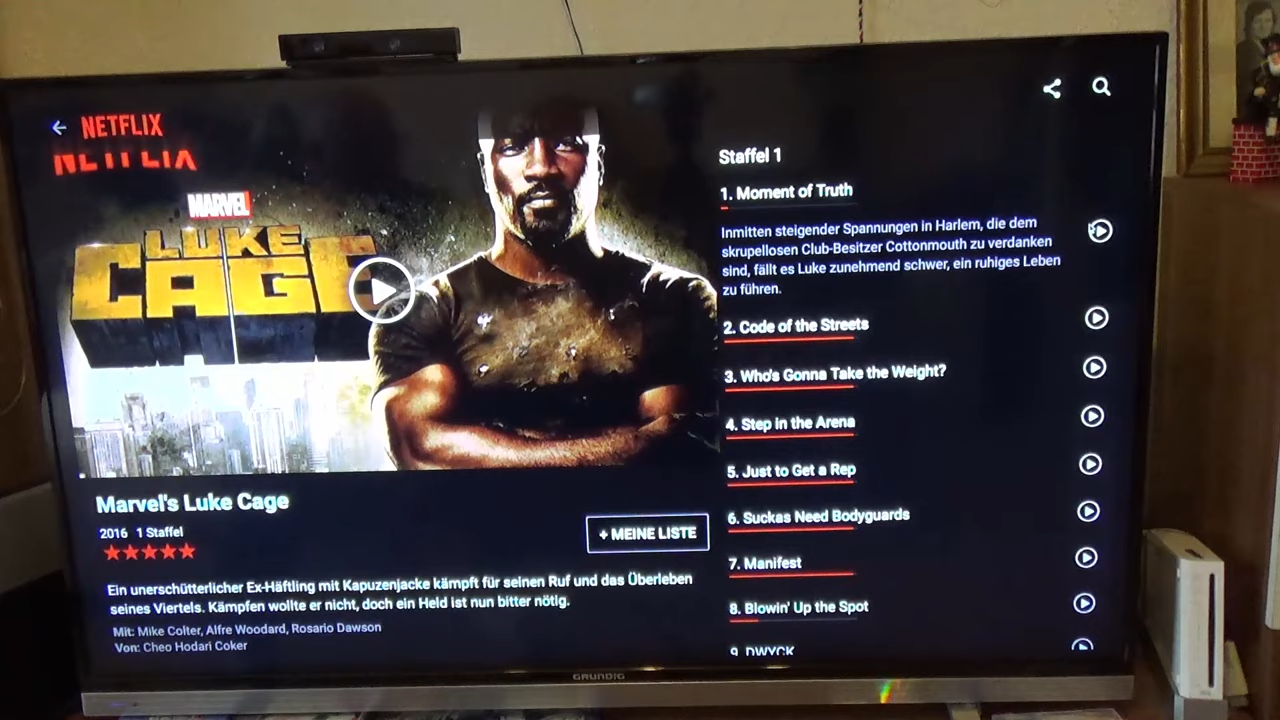 NETFLIX
NETFLIX
MARVEL
LUKE
CAGE
Marvel's Luke Cage
2016 1 Staffel
+ MEINE LISTE
Ein unerschütterlicher Ex-Häftling mit Kapuzenjacke kämpft für seinen Ruf und das Überleben
seines Viertels. Kämpfen wollte er nicht, doch ein Held ist nun bitter nötig.
Mit: Mike Colter, Alfre Woodard, Rosario Dawson
Von: Cheo Hodari Coker
Staffel 1
1. Moment of Truth
Inmitten steigender Spannungen in Harlem, die dem
skrupellosen Club-Besitzer Cottonmouth zu verdanken
sind, fällt es Luke zunehmend schwer, ein ruhiges Leben
zu führen.
2. Code of the Streets
3. Who's Gonna Take the Weight?
4. Step in the Arena
5. Just to Get a Rep
6. Suckas Need Bodyguards
7. Manifest
8. Blowin' Up the Spot
9. DWYCK
GRUNDIG